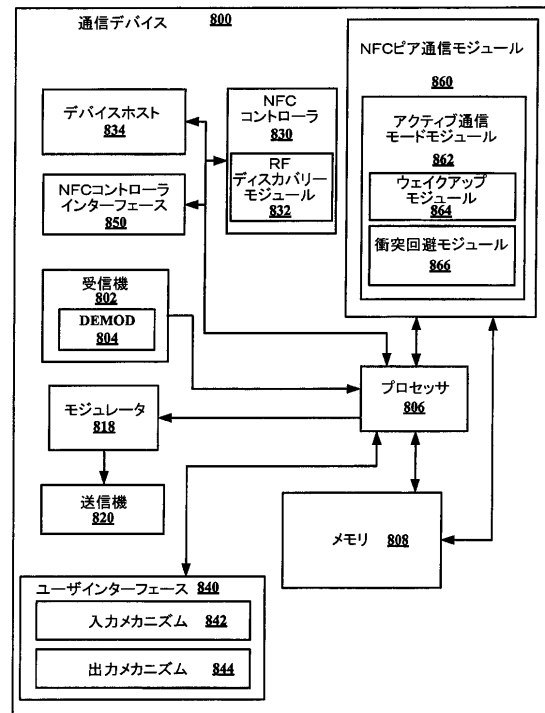 通信デバイス 800
デバイスホスト
834
NFCコントローラ
インターフェース
850
NFC
コントローラ
830
RF
ディスカバリー
モジュール
832
NFCピア通信モジュール
860
アクティブ通信
モードモジュール
862
ウェイクアップ
モジュール
864
衝突回避モジュール
866
受信機
802
DEMOD
804
プロセッサ
806
モジュレータ
818
送信機
820
メモリ 808
ユーザインターフェース 840
入力メカニズム 842
出力メカニズム 844